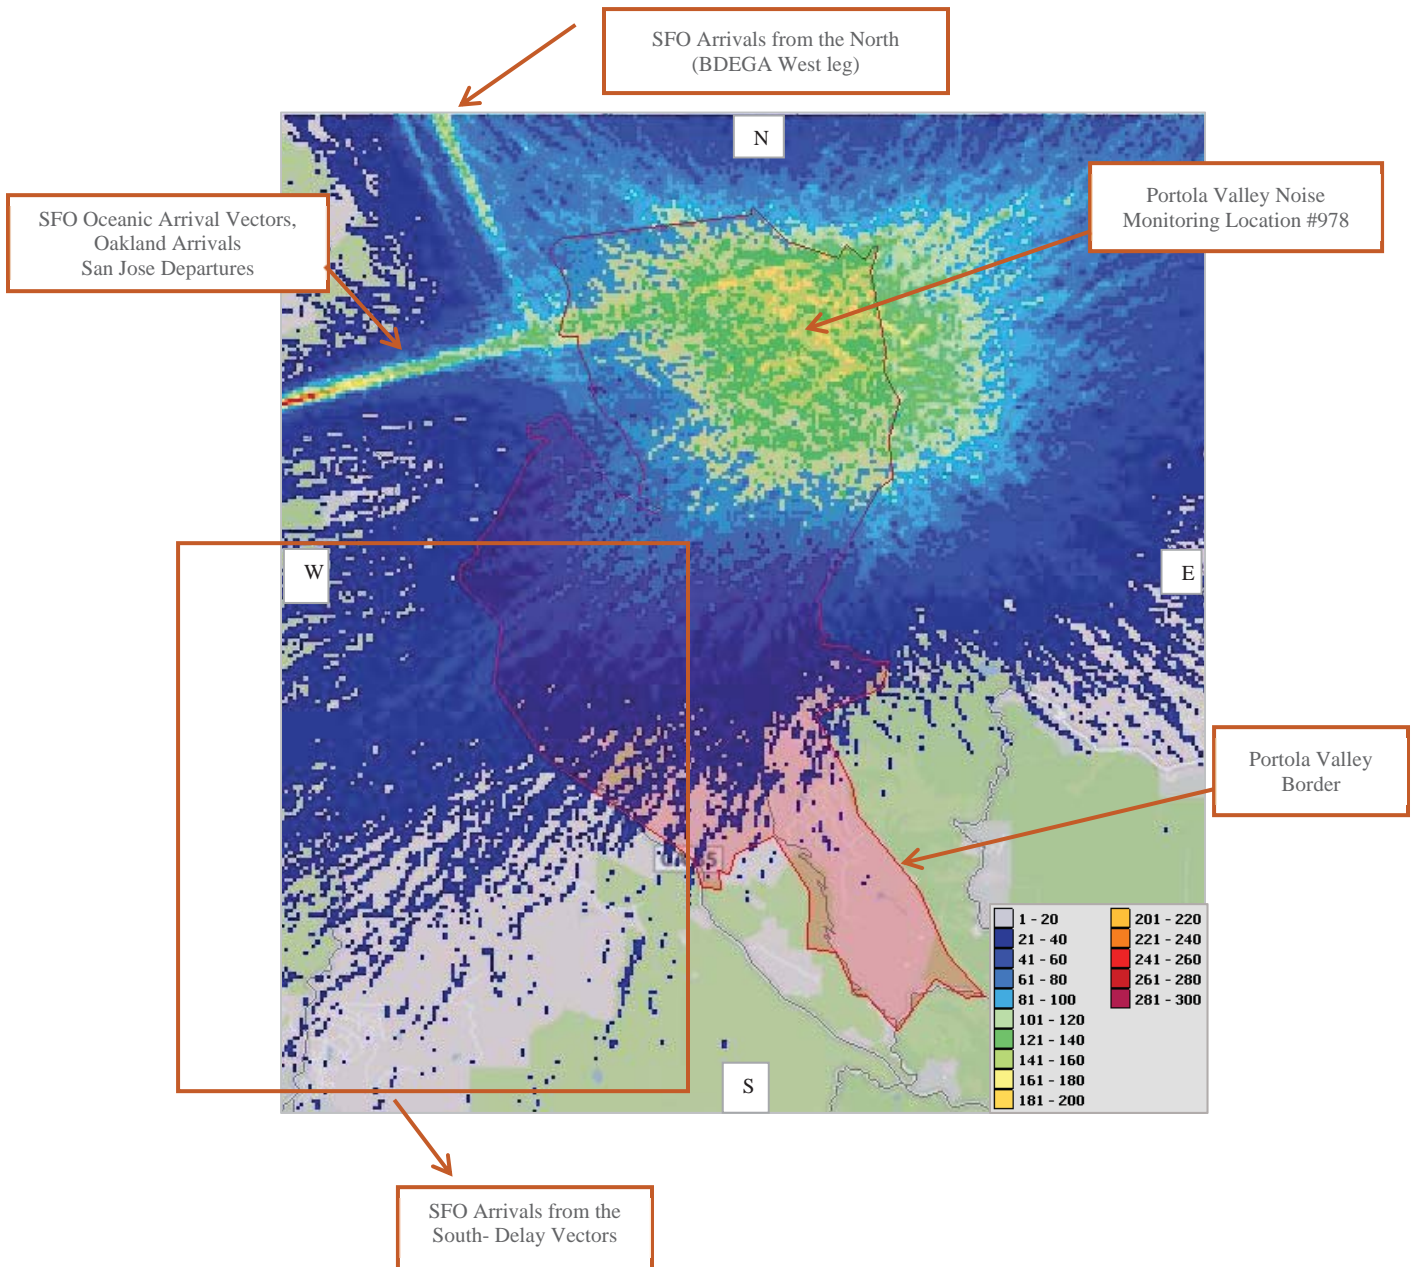 SFO Arrivals from the North
(BDEGA West leg)
N
SFO Oceanic Arrival Vectors,
Oakland Arrivals
San Jose Departures
Portola Valley Noise
Monitoring Location #978
W
E
Portola Valley
Border
1 - 20
21 - 40
41 - 60
61 - 80
81 - 100
101 - 120
121 - 140
141 - 160
161 - 180
181 - 200
201 - 220
221 - 240
241 - 260
261 - 280
281 - 300
S
SFO Arrivals from the
South- Delay Vectors